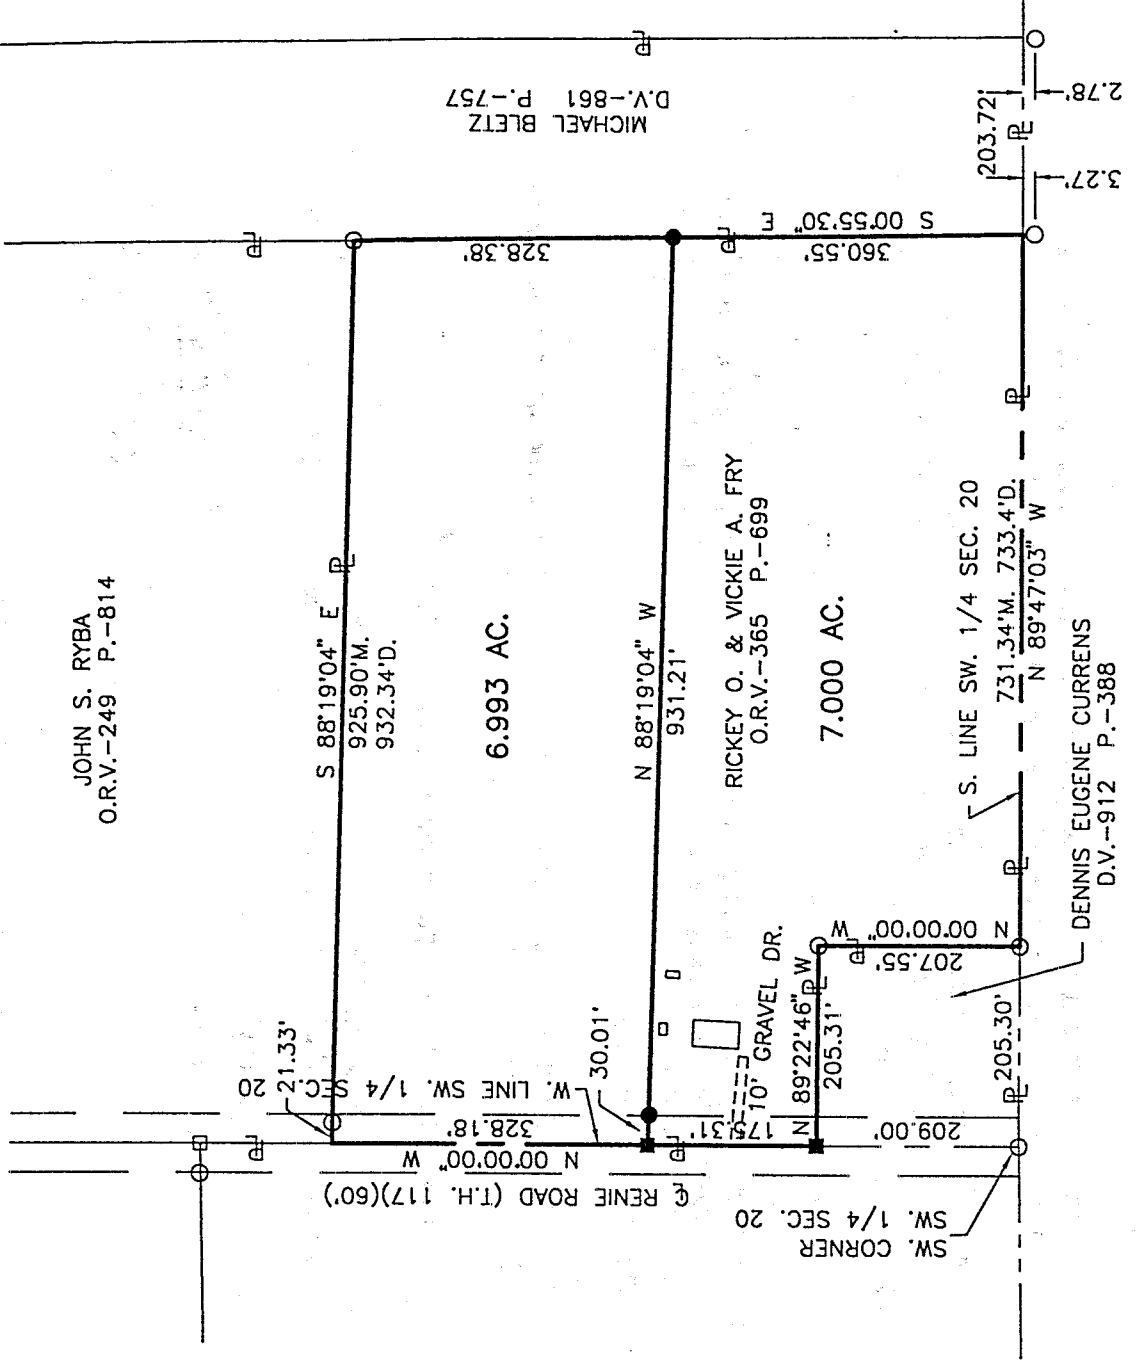 MICHAEL BLETZ
D.V.-861 P.-757
2.78'
203.72'
3.27'
S 00°55'30" E
360.55'
328.38'
JOHN S. RYBA
O.R.V.-249 P.-814
S 88°19'04" E
925.90'M.
932.34'D.
6.993 AC.
N 88°19'04" W
931.21'
RICKEY O. & VICKIE A. FRY
O.R.V.-365 P.-699
7.000 AC.
S. LINE SW. 1/4 SEC. 20
731.34'M. 733.4'D.
N 89°47'03" W
DENNIS EUGENE CURRENS
D.V.-912 P.-388
N 00°00'00" W
207.55'
10' GRAVEL DR.
N 89°22'46" W
205.31'
205.30'
21.33'
30.01'
W. LINE SW. 1/4 SEC. 20
328.18'
175.31'
209.00'
N 00°00'00" W
℄ RENIE ROAD (T.H. 117)(60')
SW. CORNER
SW. 1/4 SEC. 20